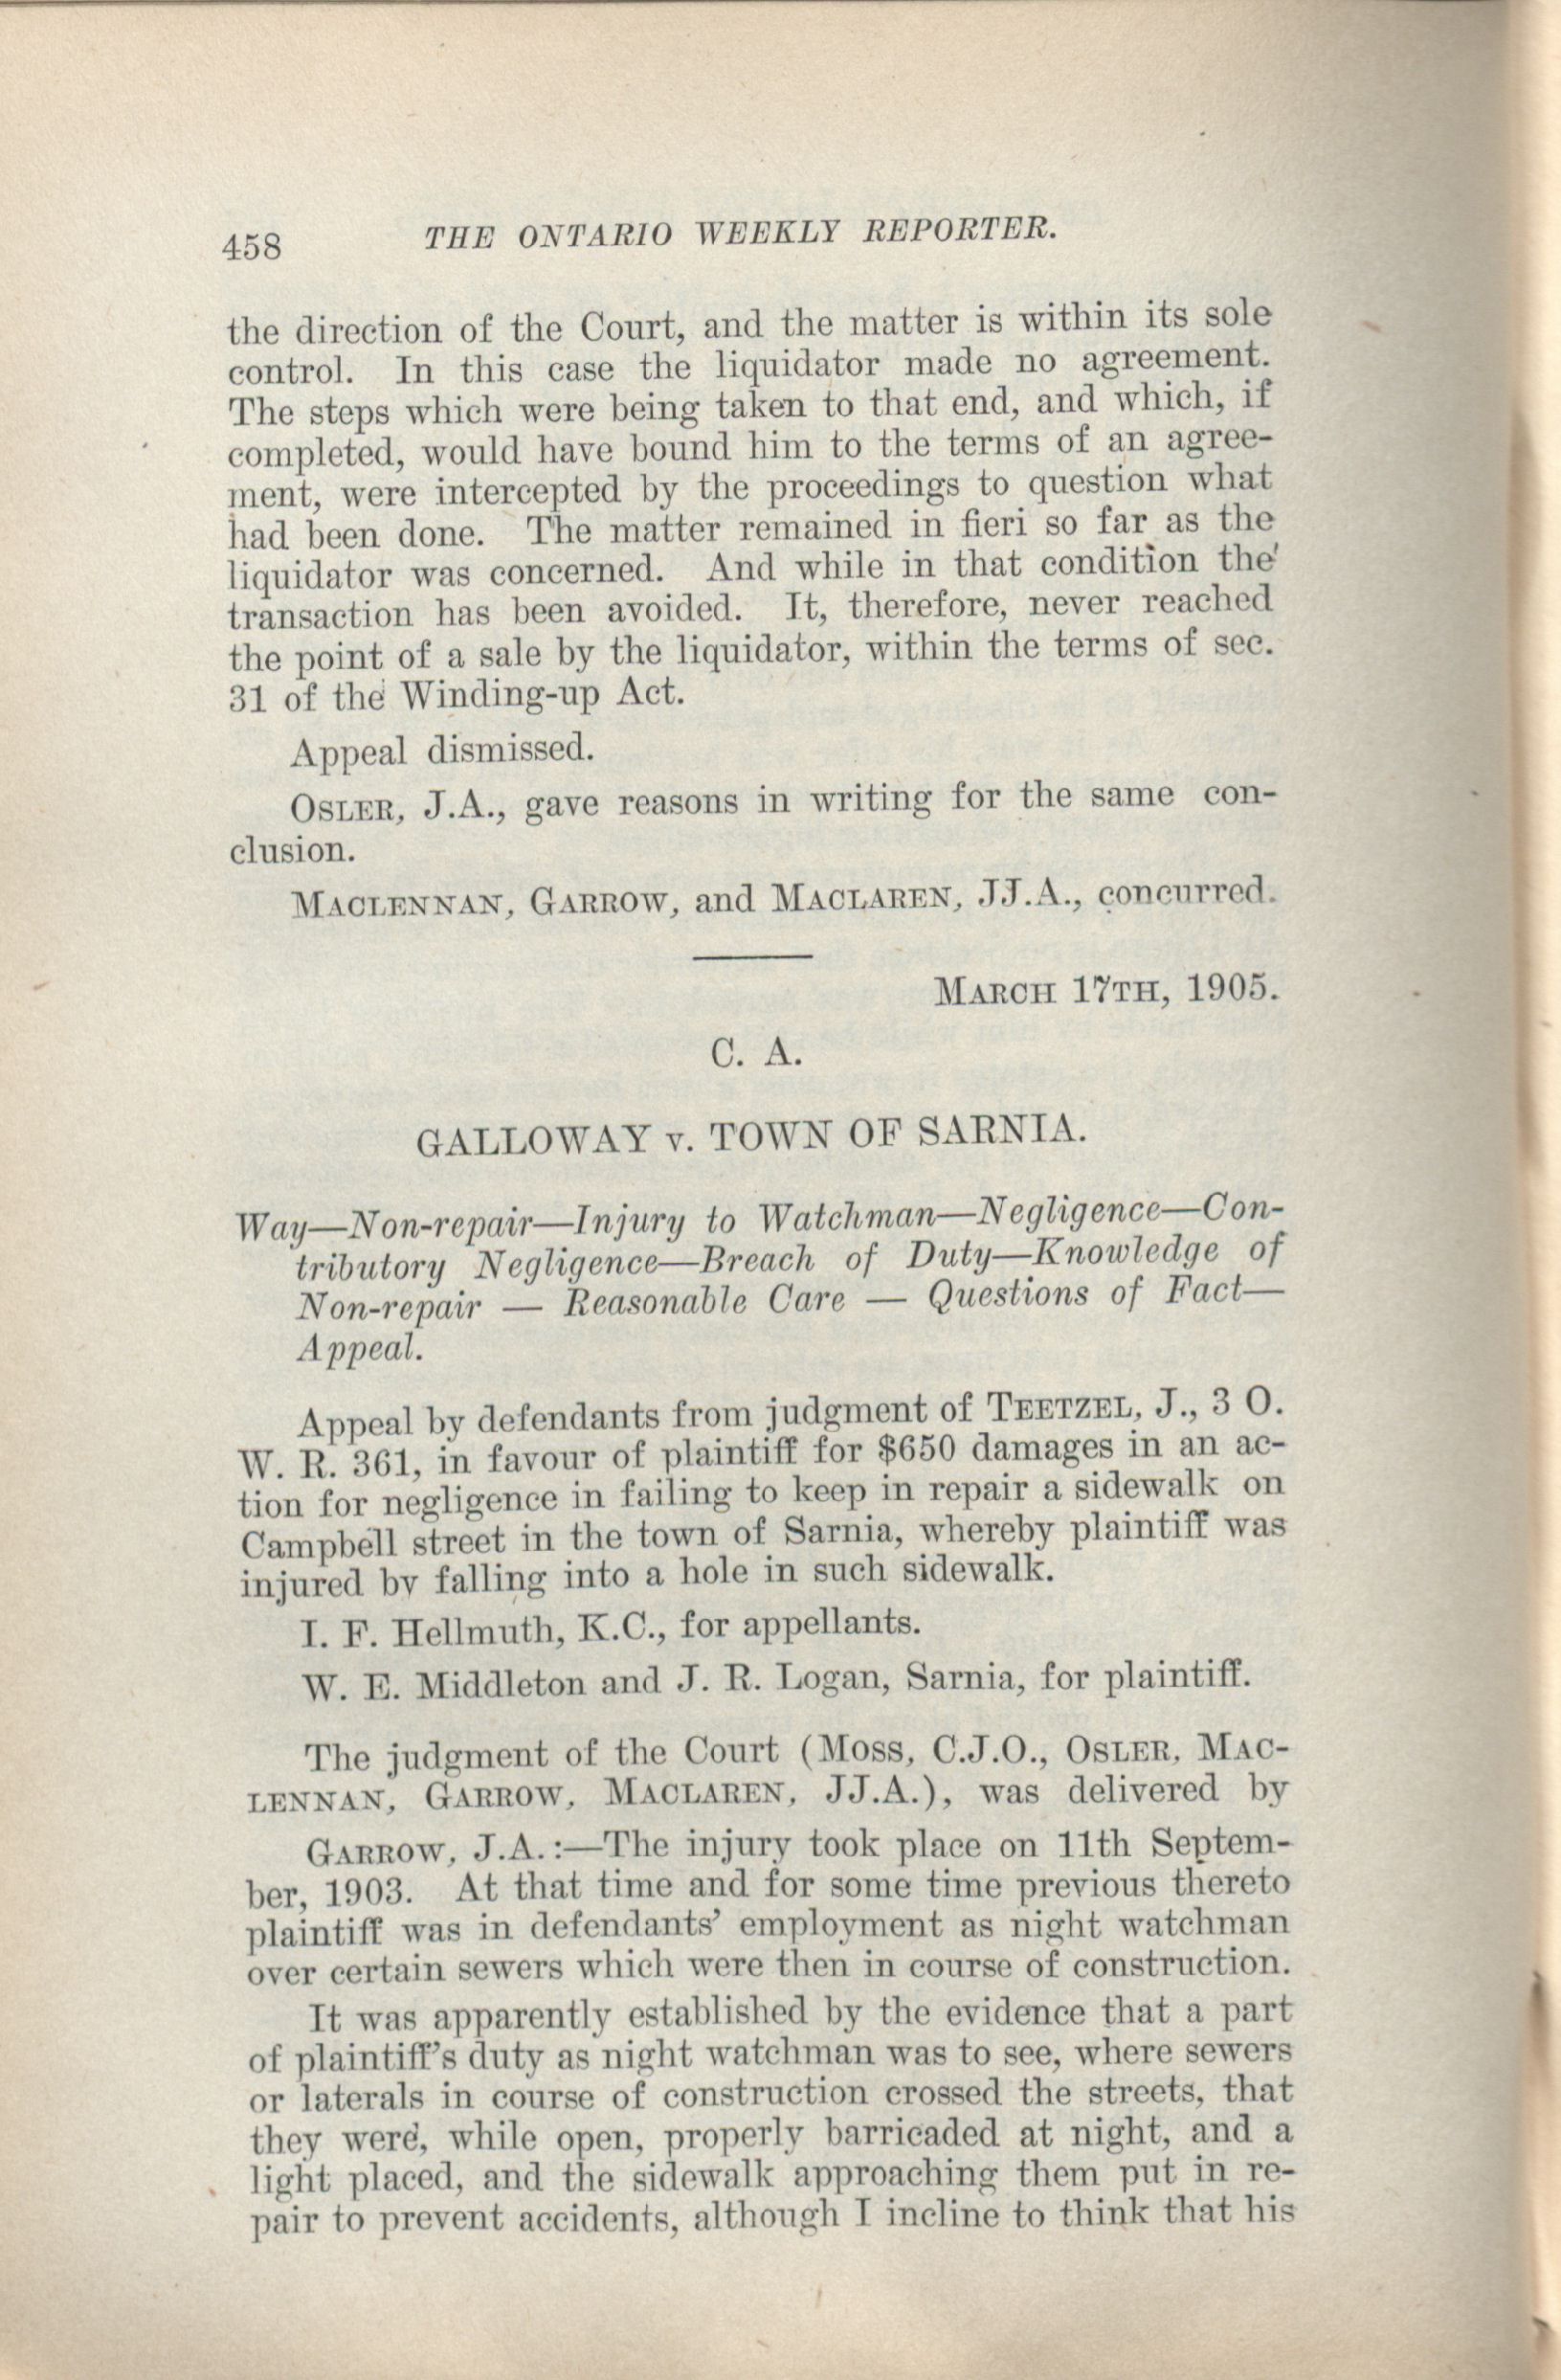 458 THE ONTARIO WEEKLY REPORTER.
the direction of the Court, and the matter is within its sole
control. In this case the liquidator made no agreement.
The steps which were being taken to that end, and which, if
completed, would have bound him to the terms of an agree-
ment, were intercepted by the proceedings to question what
had been done. The matter remained in fieri so far as the
liquidator was concerned. And while in that condition the
transaction has been avoided. It, therefore, never reached
the point of a sale by the liquidator, within the terms of sec.
31 of the Winding-up Act.
Appeal dismissed.
OSLER, J.A., gave reasons in writing for the same con-
clusion.
MACLENNAN, GARROW, and MACLAREN, JJ.A., concurred.
MARCH 17TH, 1905.
C. A.
GALLOWAY v. TOWN OF SARNIA.
Way—Non-repair—Injury to Watchman—Negligence—Con-
tributory Negligence—Breach of Duty—Knowledge of
Non-repair — Reasonable Care — Questions of Fact—
Appeal.
Appeal by defendants from judgment of TEETZEL, J., 3 O.
W. R. 361, in favour of plaintiff for $650 damages in an ac-
tion for negligence in failing to keep in repair a sidewalk on
Campbell street in the town of Sarnia, whereby plaintiff was
injured by falling into a hole in such sidewalk.
I. F. Hellmuth, K.C., for appellants.
W. E. Middleton and J. R. Logan, Sarnia, for plaintiff.
The judgment of the Court (MOSS, C.J.O., OSLER, MAC-
LENNAN, GARROW, MACLAREN, JJ.A.), was delivered by
GARROW, J.A.:—The injury took place on 11th Septem-
ber, 1903. At that time and for some time previous thereto
plaintiff was in defendants' employment as night watchman
over certain sewers which were then in course of construction.
It was apparently established by the evidence that a part
of plaintiff's duty as night watchman was to see, where sewers
or laterals in course of construction crossed the streets, that
they were, while open, properly barricaded at night, and a
light placed, and the sidewalk approaching them put in re-
pair to prevent accidents, although I incline to think that his